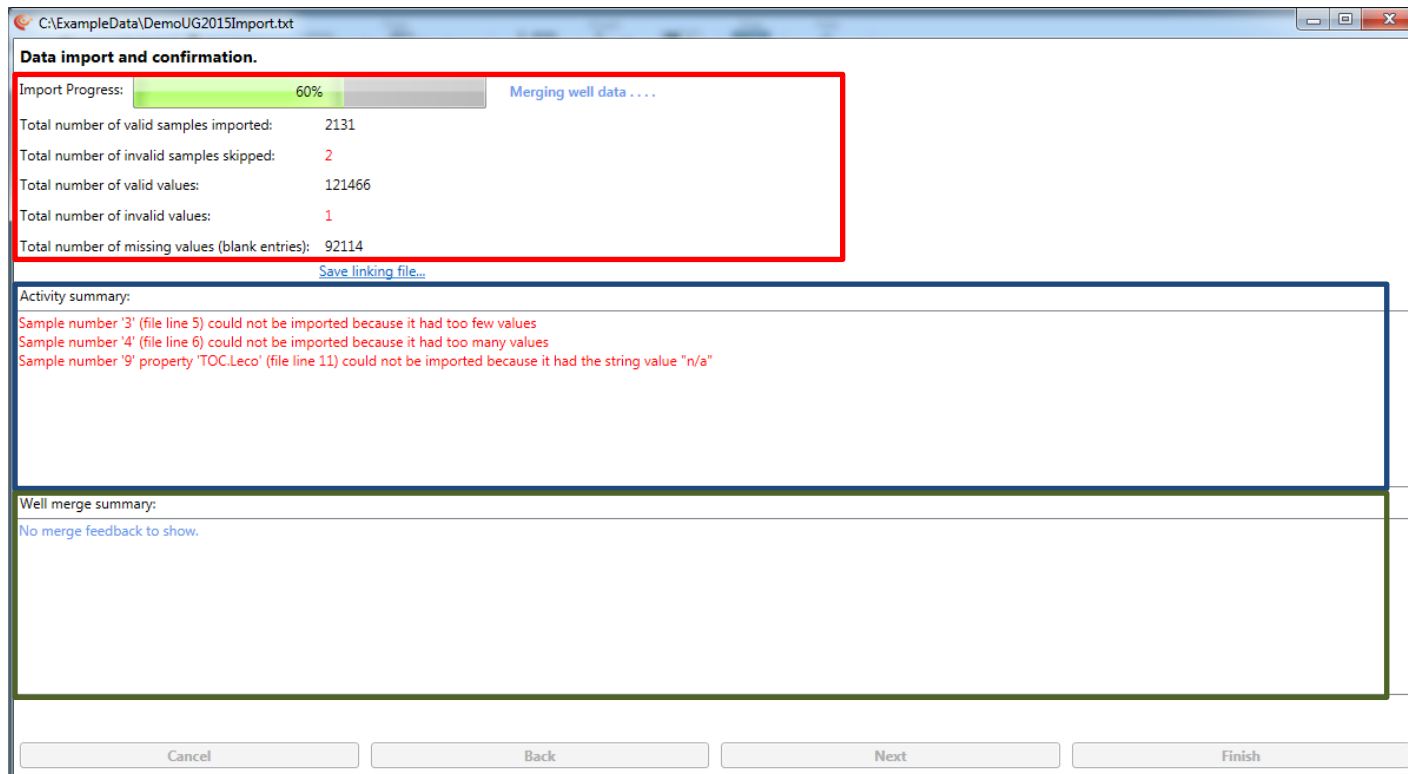 C:\ExampleData\DemoUG2015Import.txt
Data import and confirmation.
Import Progress: 60% Merging well data . . . .
Total number of valid samples imported: 2131
Total number of invalid samples skipped: 2
Total number of valid values: 121466
Total number of invalid values: 1
Total number of missing values (blank entries): 92114
Save linking file...
Activity summary:
Sample number '3' (file line 5) could not be imported because it had too few values
Sample number '4' (file line 6) could not be imported because it had too many values
Sample number '9' property 'TOC.Leco' (file line 11) could not be imported because it had the string value "n/a"
Well merge summary:
No merge feedback to show.
Cancel Back Next Finish